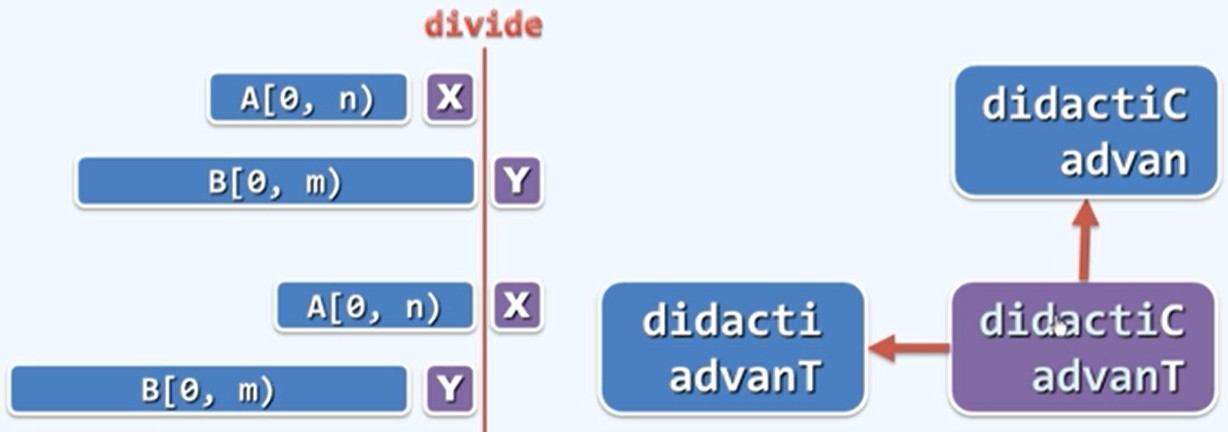 divide
A[0, n) X
B[0, m) Y
A[0, n) X
B[0, m) Y
didactiC
advan
didacti
advanT
didactiC
advanT